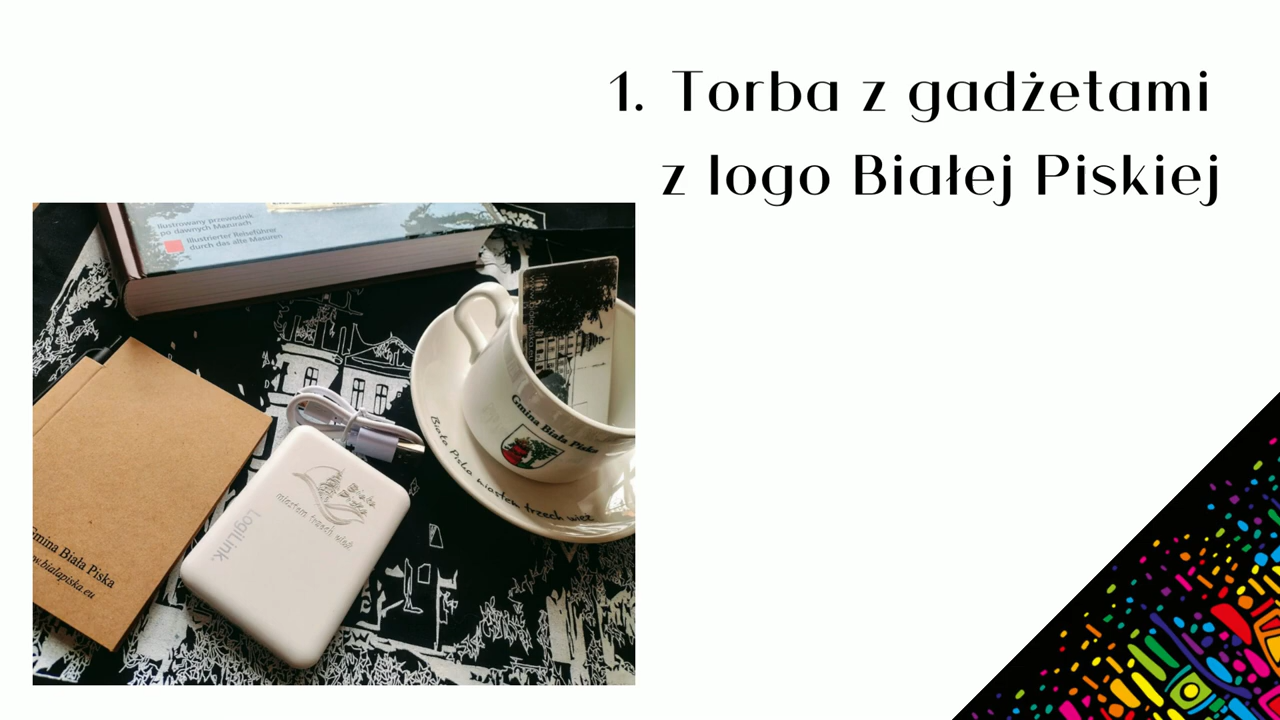 1. Torba z gadżetami
z logo Białej Piskiej
Ilustrowany przewodnik
po dawnych Mazurach
Illustrierter Reiseführer
durch das alte Masuren
Gmina Biała Piska
Biała Piska miastem trzech wież
miastem trzech
LogiLink
Gmina Biała Piska
www.bialapiska.eu